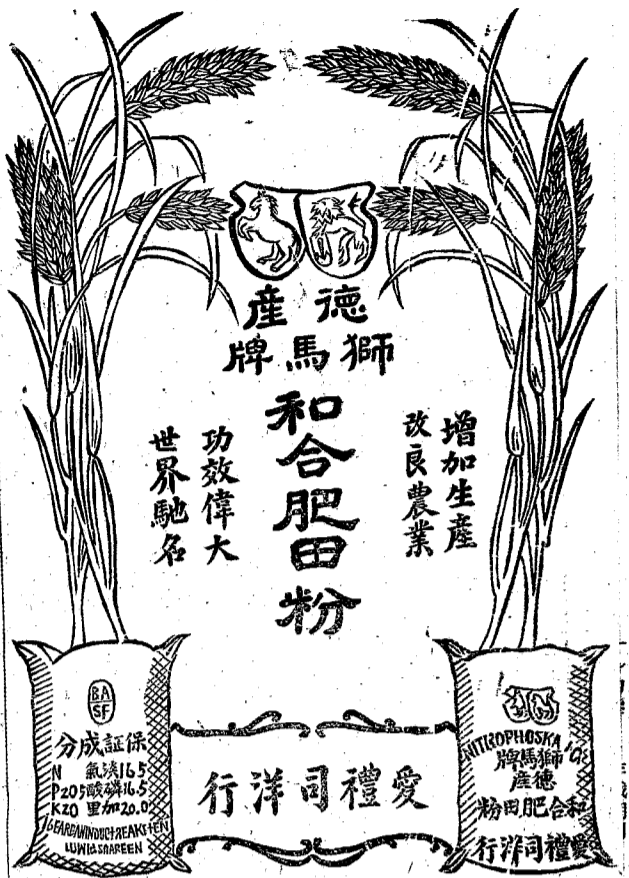 德產
獅馬牌
和合肥田粉
增加生產
改良農業
功效偉大
世界馳名
BA
SF
保証成分
N 淡氣16.5
P2O5 磷酸16.5
K2O 加里20.0
NITROPHOSKA
獅馬牌
德產
和合肥田粉
愛禮司洋行
愛禮司洋行